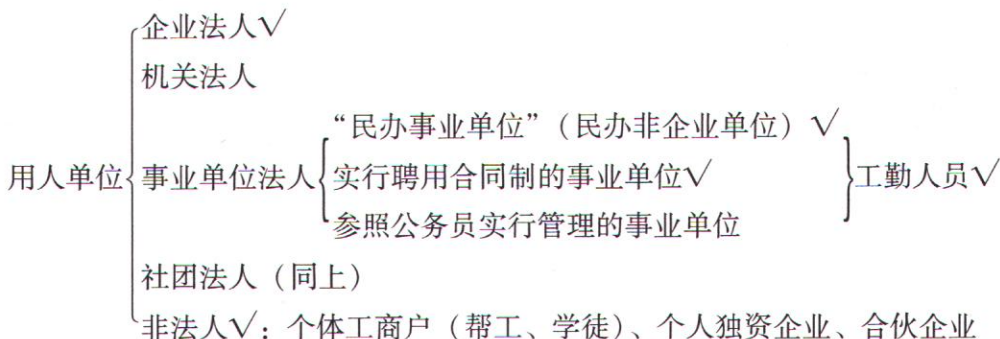 企业法人√
机关法人
“民办事业单位”（民办非企业单位）√
用人单位 事业单位法人 实行聘用合同制的事业单位√ 工勤人员√
参照公务员实行管理的事业单位
社团法人（同上）
非法人√：个体工商户（帮工、学徒）、个人独资企业、合伙企业